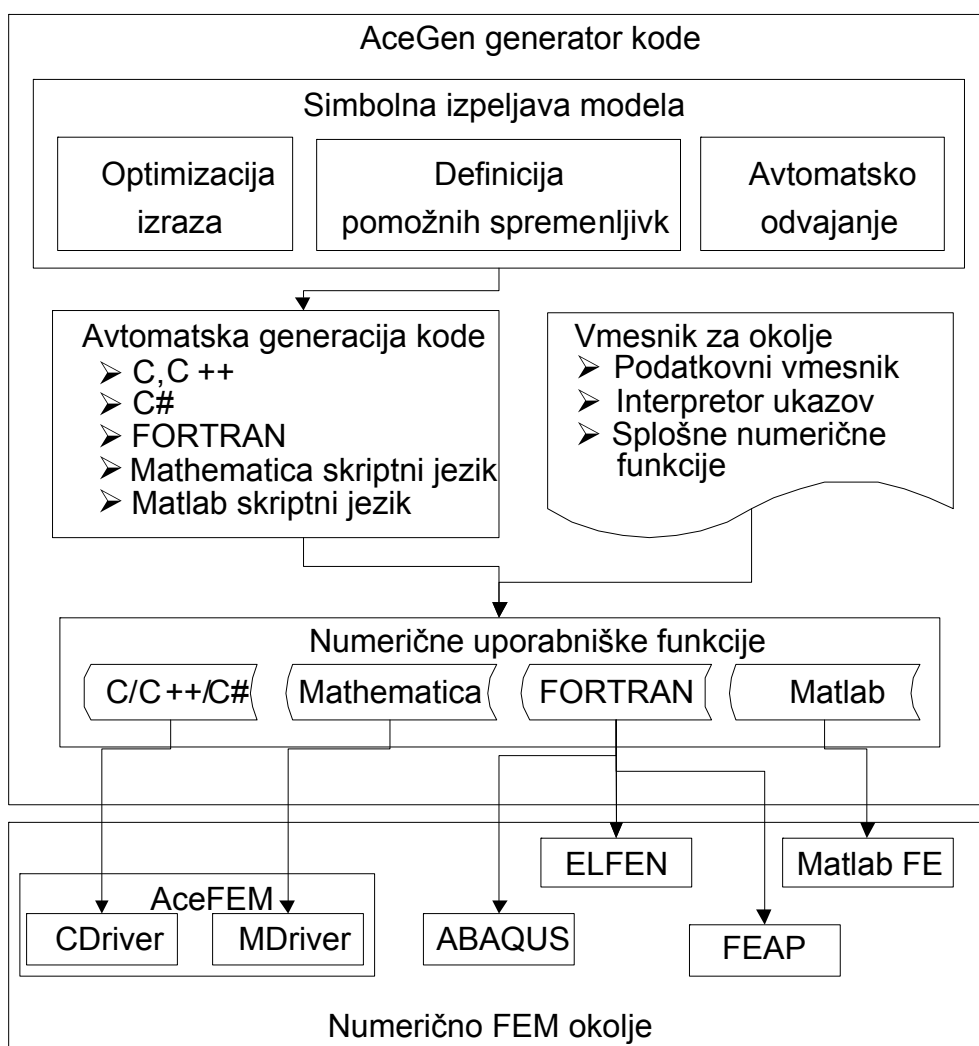 AceGen generator kode
Simbolna izpeljava modela
Optimizacija
izraza
Definicija
pomožnih spremenljivk
Avtomatsko
odvajanje
Avtomatska generacija kode
➢ C,C ++
➢ C#
➢ FORTRAN
➢ Mathematica skriptni jezik
➢ Matlab skriptni jezik
Vmesnik za okolje
➢ Podatkovni vmesnik
➢ Interpretor ukazov
➢ Splošne numerične
funkcije
Numerične uporabniške funkcije
C/C ++/C#
Mathematica
FORTRAN
Matlab
ELFEN
Matlab FE
AceFEM
CDriver
MDriver
ABAQUS
FEAP
Numerično FEM okolje